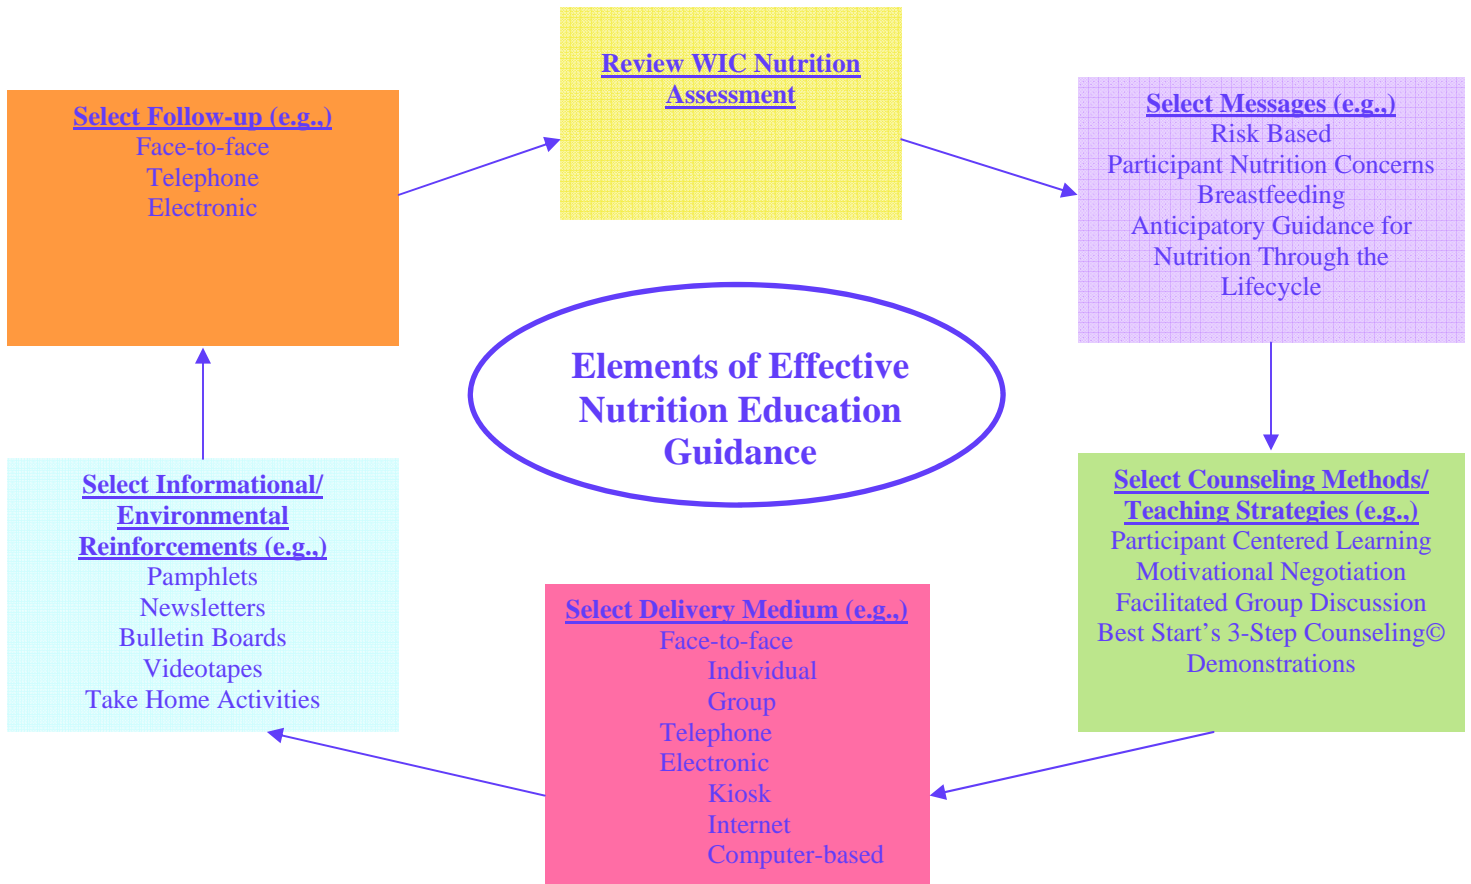 Review WIC Nutrition
Assessment
Select Messages (e.g.,)
Risk Based
Participant Nutrition Concerns
Breastfeeding
Anticipatory Guidance for
Nutrition Through the
Lifecycle
Select Counseling Methods/
Teaching Strategies (e.g.,)
Participant Centered Learning
Motivational Negotiation
Facilitated Group Discussion
Best Start’s 3-Step Counseling©
Demonstrations
Select Delivery Medium (e.g.,)
Face-to-face
Individual
Group
Telephone
Electronic
Kiosk
Internet
Computer-based
Select Informational/
Environmental
Reinforcements (e.g.,)
Pamphlets
Newsletters
Bulletin Boards
Videotapes
Take Home Activities
Select Follow-up (e.g.,)
Face-to-face
Telephone
Electronic
Elements of Effective
Nutrition Education
Guidance